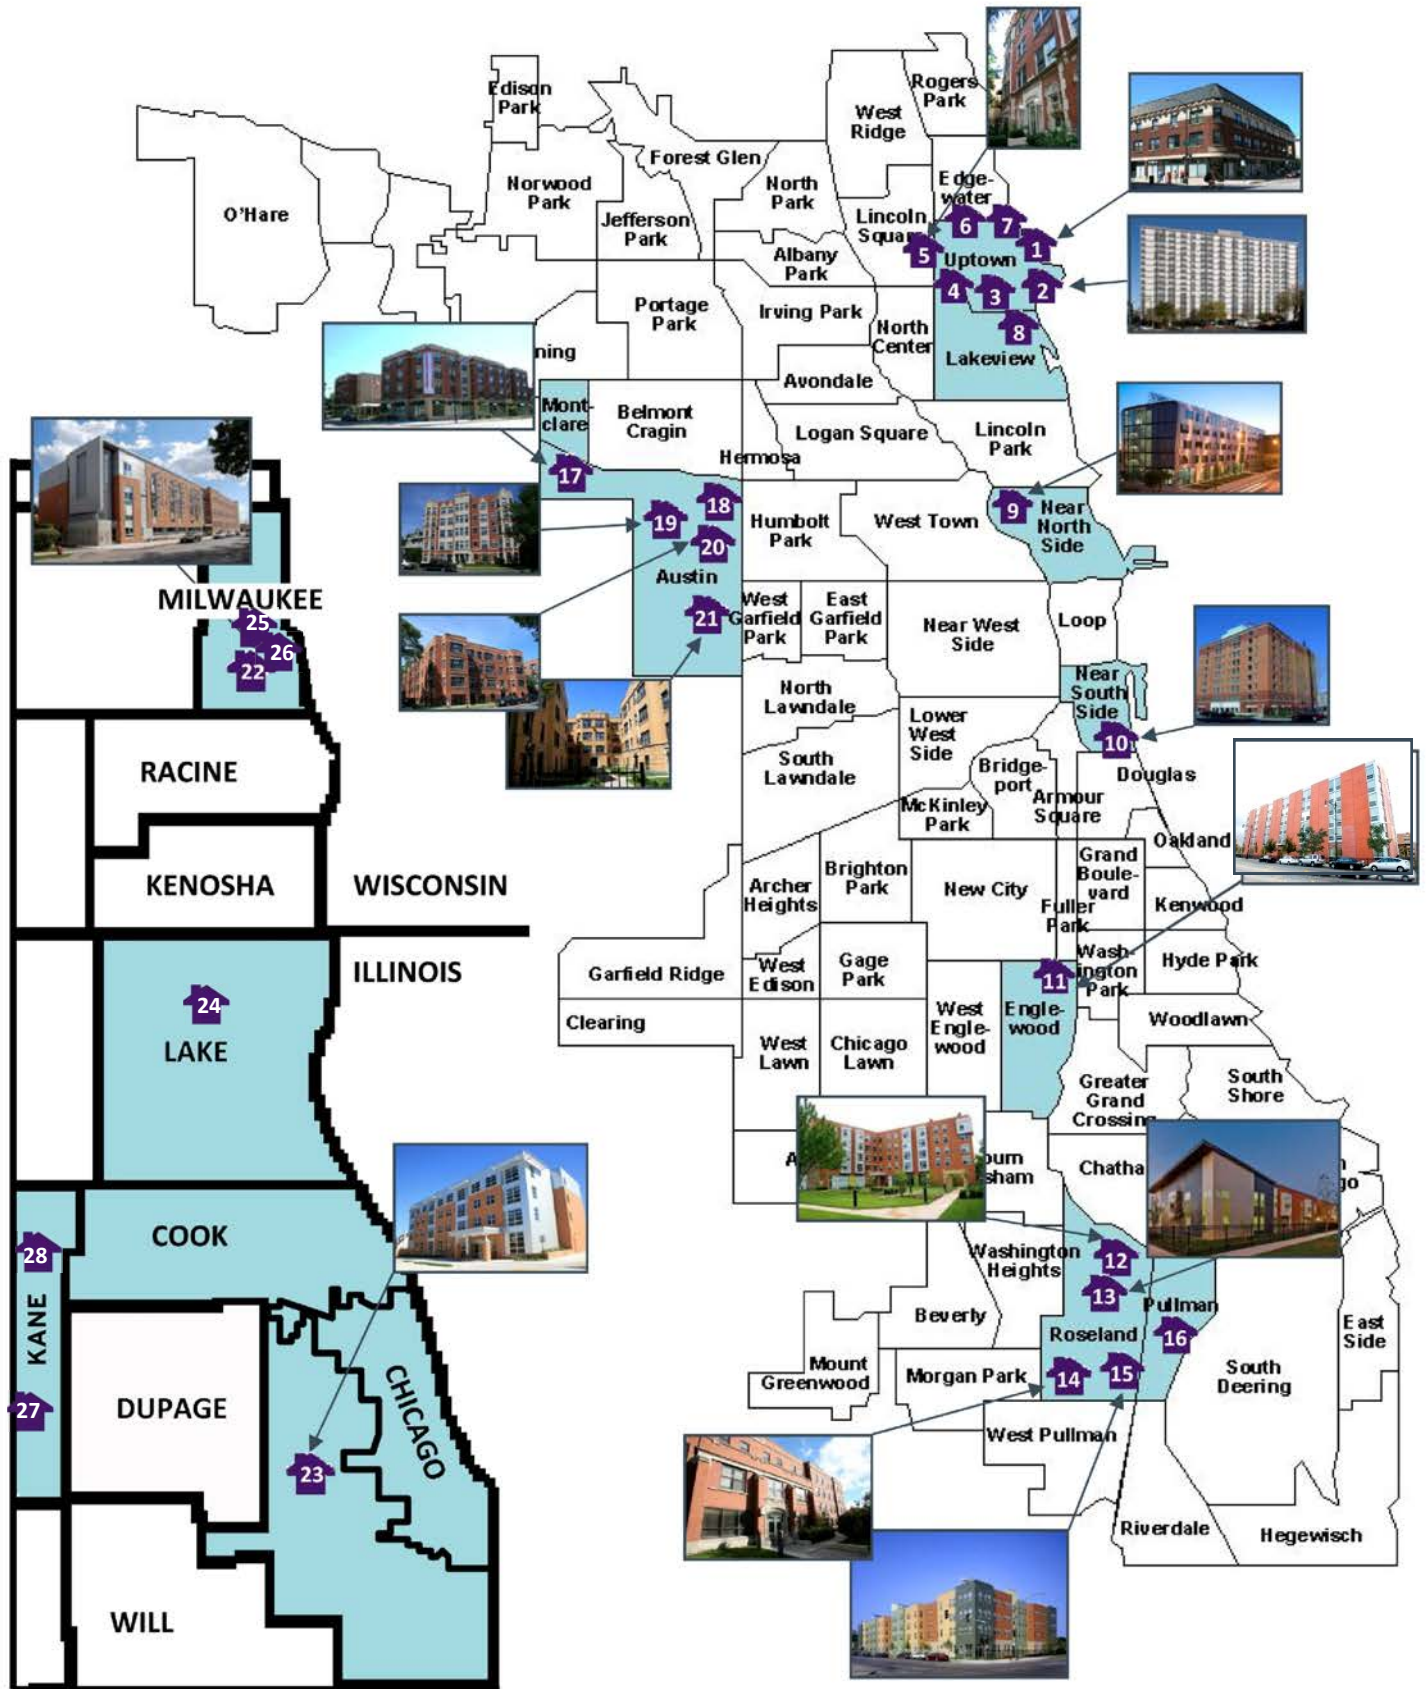 Edison
Park
Rogers
Park
West
Ridge
Forest Glen
Norwood
Park
North
Park
Edge-
water
O'Hare
Jefferson
Park
Lincoln
Square
6
7
1
5
Uptown
Albany
Park
4
3
2
Portage
Park
Irving Park
North
Center
8
Lakeview
ning
Avondale
Mont-
clare
Belmont
Cragin
Logan Square
Lincoln
Park
Hermosa
17
18
19
20
Humbolt
Park
West Town
9
Near
North
Side
Austin
21
West
Garfield
Park
East
Garfield
Park
Near West
Side
Loop
North
Lawndale
Near
South
Side
10
Lower
West
Side
South
Lawndale
Bridge-
port
Douglas
McKinley
Park
Armour
Square
Oakland
Grand
Boule-
vard
Archer
Heights
Brighton
Park
New City
Fuller
Park
Kenwood
Wash-
ington
Park
Hyde Park
Garfield Ridge
West
Edison
Gage
Park
11
Clearing
West
Engle-
wood
Engle-
wood
Woodlawn
West
Lawn
Chicago
Lawn
Greater
Grand
Crossing
South
Shore
A
burn
sham
Chatha
h
go
Washington
Heights
12
13
Pullman
Beverly
Roseland
16
East
Side
Mount
Greenwood
Morgan Park
14
15
South
Deering
West Pullman
Riverdale
Hegewisch
MILWAUKEE
25
26
22
RACINE
KENOSHA
WISCONSIN
ILLINOIS
24
LAKE
COOK
28
KANE
27
DUPAGE
CHICAGO
23
WILL